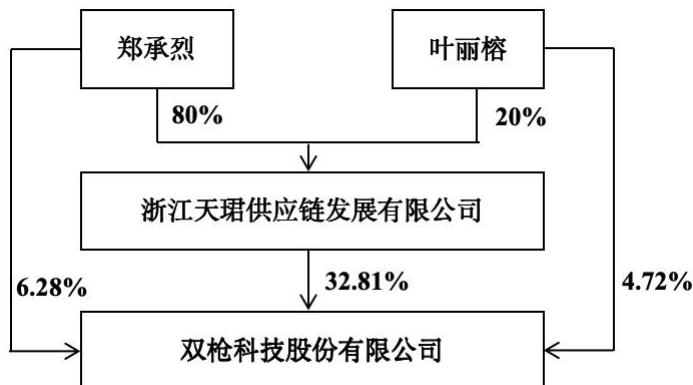 郑承烈
叶丽榕
80%
20%
浙江天珺供应链发展有限公司
6.28%
32.81%
4.72%
双枪科技股份有限公司